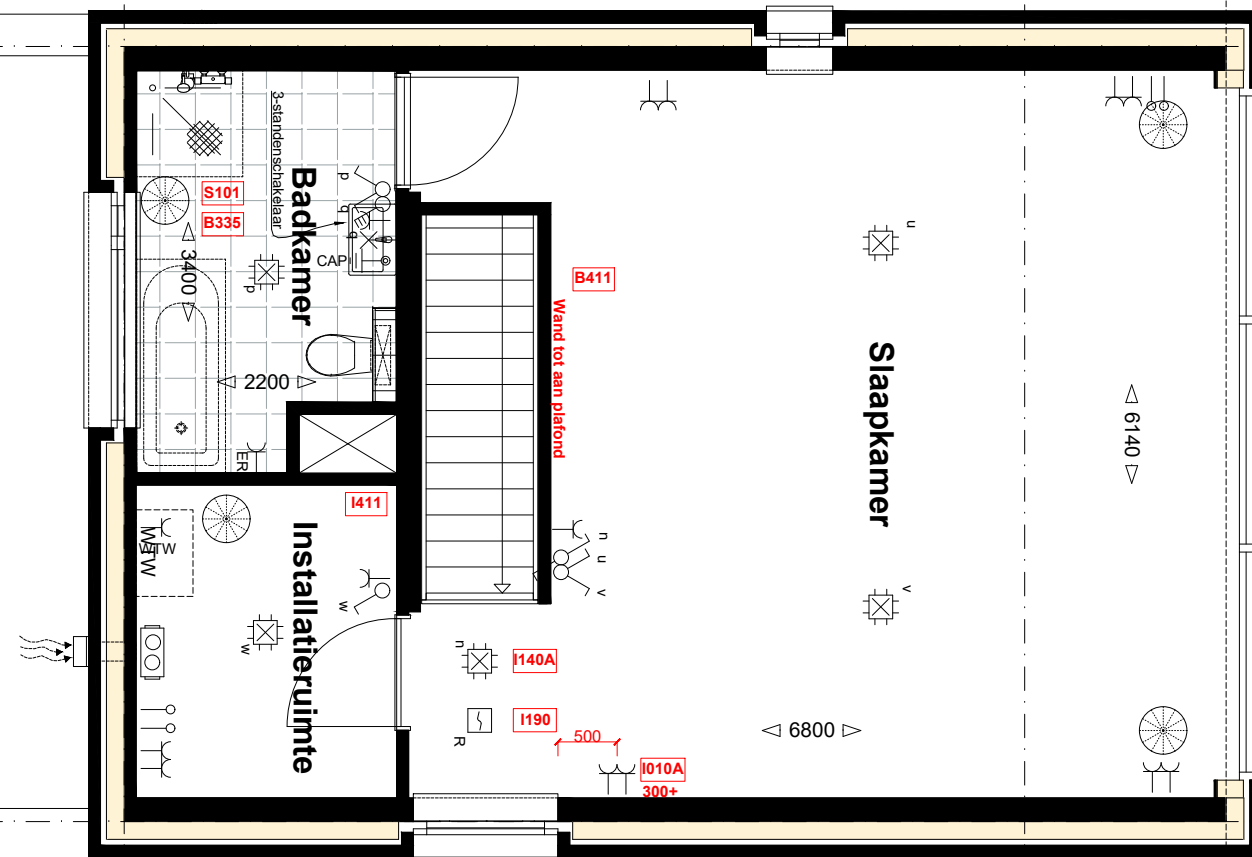 3-standenschakelaar
Badkamer
S101
B335
3400
CAP
p
p
q
q
2200
ER
B411
Wand tot aan plafond
u
Slaapkamer
6140
v
I411
Installatieruimte
WTW
WTW
w
w
n
u
v
n
I140A
I190
R
500
I010A
300+
6800